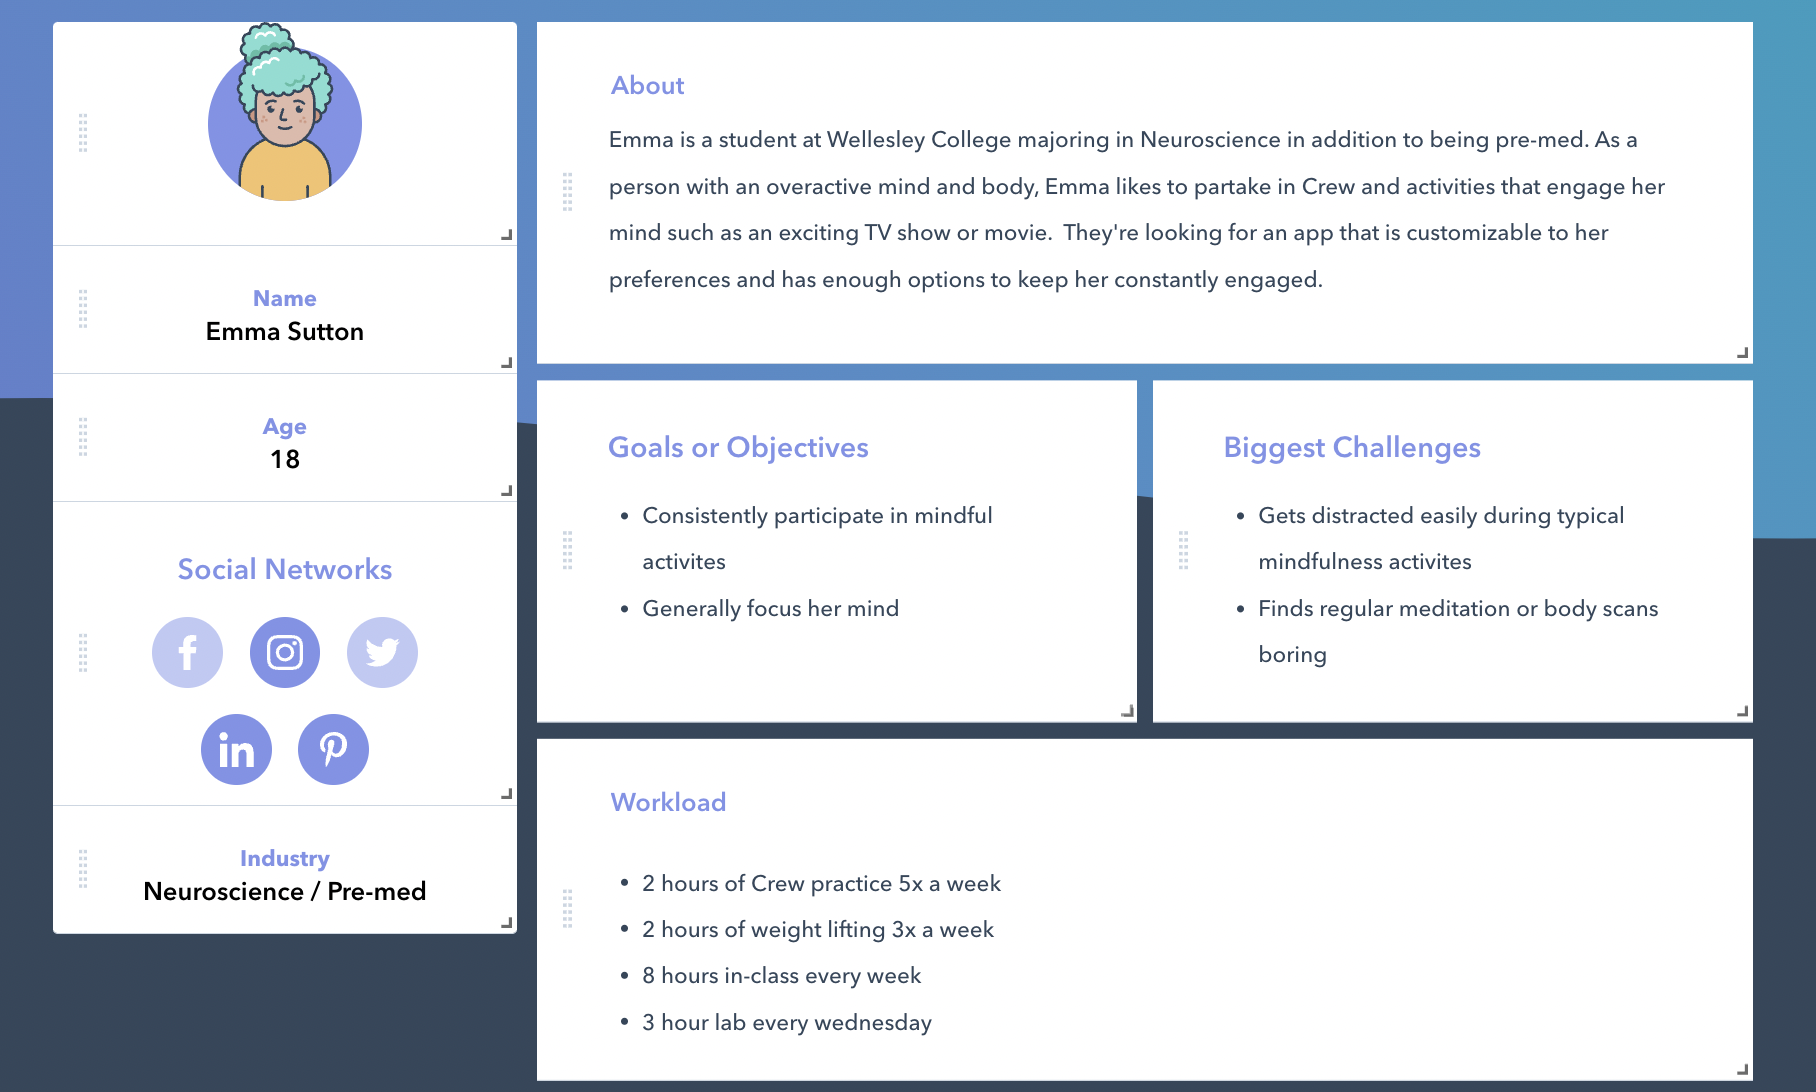 Name
Emma Sutton
Age
18
Social Networks
in
Industry
Neuroscience / Pre-med
About
Emma is a student at Wellesley College majoring in Neuroscience in addition to being pre-med. As a
person with an overactive mind and body, Emma likes to partake in Crew and activities that engage her
mind such as an exciting TV show or movie.  They're looking for an app that is customizable to her
preferences and has enough options to keep her constantly engaged.
Goals or Objectives
• Consistently participate in mindful
activites
• Generally focus her mind
Biggest Challenges
• Gets distracted easily during typical
mindfulness activites
• Finds regular meditation or body scans
boring
Workload
• 2 hours of Crew practice 5x a week
• 2 hours of weight lifting 3x a week
• 8 hours in-class every week
• 3 hour lab every wednesday